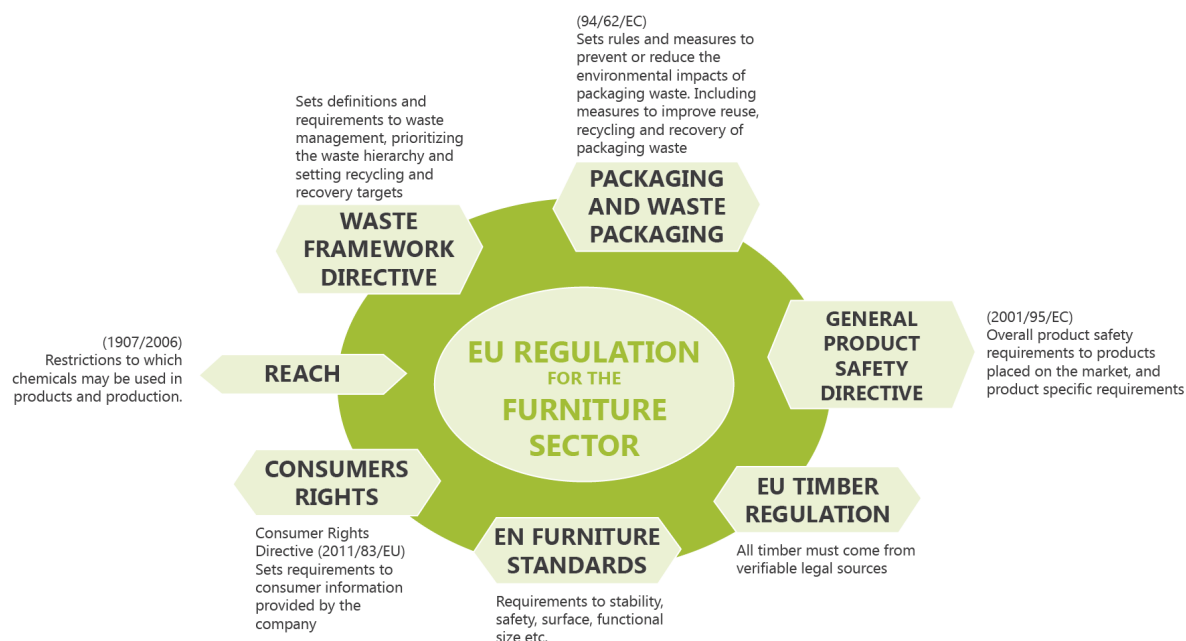 (94/62/EC)
Sets rules and measures to
prevent or reduce the
environmental impacts of
packaging waste. Including
measures to improve reuse,
recycling and recovery of
packaging waste
PACKAGING
AND WASTE
PACKAGING
Sets definitions and
requirements to waste
management, prioritizing
the waste hierarchy and
setting recycling and
recovery targets
WASTE
FRAMEWORK
DIRECTIVE
GENERAL
PRODUCT
SAFETY
DIRECTIVE
(2001/95/EC)
Overall product safety
requirements to products
placed on the market, and
product specific requirements
EU REGULATION
FOR THE
FURNITURE
SECTOR
(1907/2006)
Restrictions to which
chemicals may be used in
products and production.
REACH
CONSUMERS
RIGHTS
Consumer Rights
Directive (2011/83/EU)
Sets requirements to
consumer information
provided by the
company
EN FURNITURE
STANDARDS
Requirements to stability,
safety, surface, functional
size etc.
EU TIMBER
REGULATION
All timber must come from
verifiable legal sources